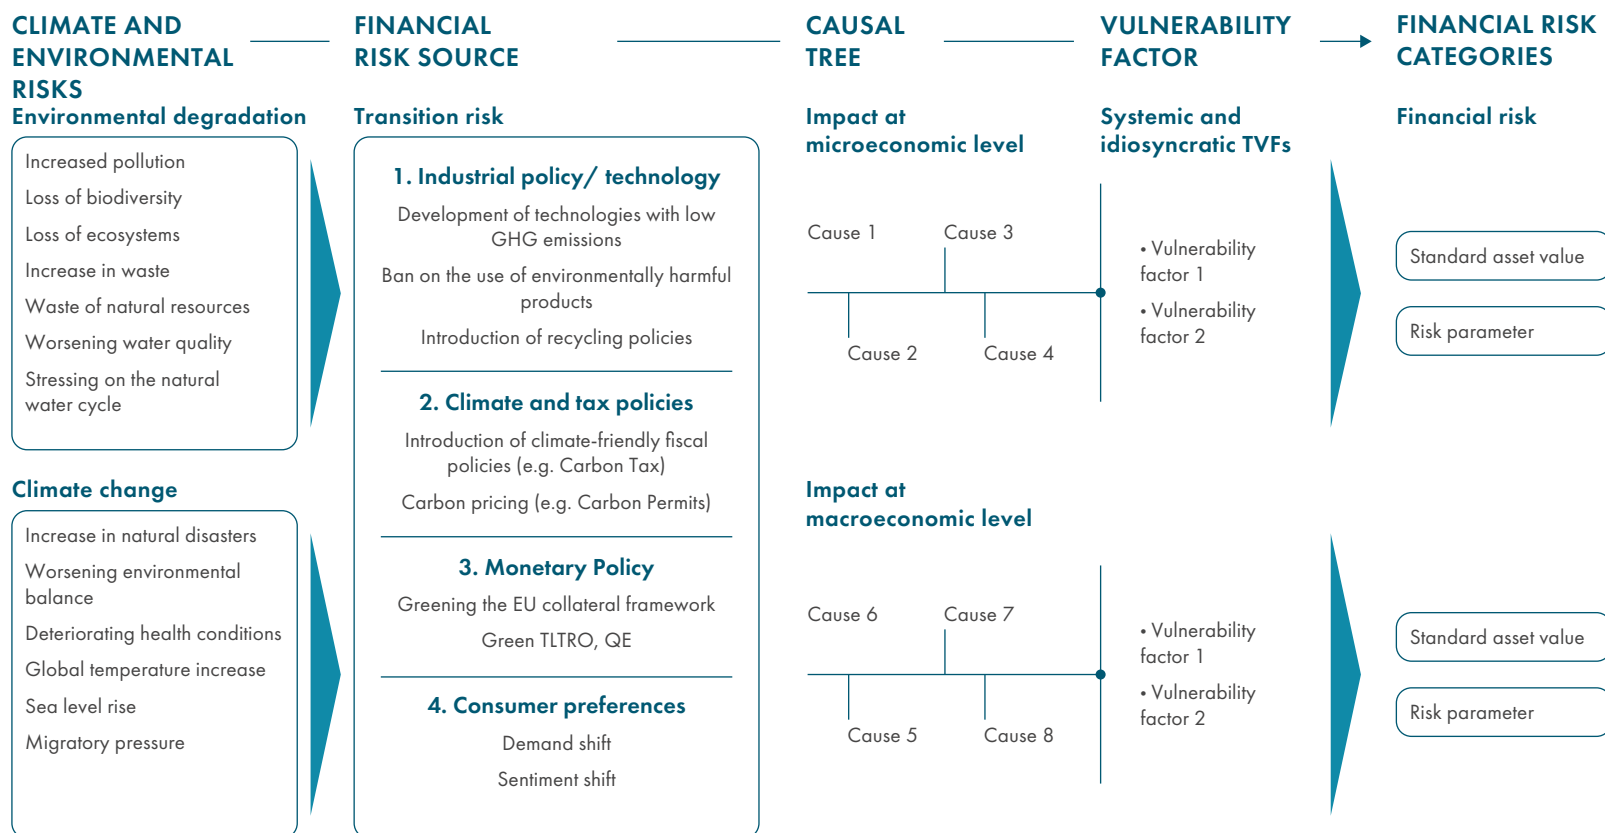 CLIMATE AND
ENVIRONMENTAL
RISKS
FINANCIAL
RISK SOURCE
CAUSAL
TREE
VULNERABILITY
FACTOR
FINANCIAL RISK
CATEGORIES
Environmental degradation
Increased pollution
Loss of biodiversity
Loss of ecosystems
Increase in waste
Waste of natural resources
Worsening water quality
Stressing on the natural
water cycle
Climate change
Increase in natural disasters
Worsening environmental
balance
Deteriorating health conditions
Global temperature increase
Sea level rise
Migratory pressure
Transition risk
1. Industrial policy/ technology
Development of technologies with low
GHG emissions
Ban on the use of environmentally harmful
products
Introduction of recycling policies
2. Climate and tax policies
Introduction of climate-friendly fiscal
policies (e.g. Carbon Tax)
Carbon pricing (e.g. Carbon Permits)
3. Monetary Policy
Greening the EU collateral framework
Green TLTRO, QE
4. Consumer preferences
Demand shift
Sentiment shift
Impact at
microeconomic level
Cause 1
Cause 3
Cause 2
Cause 4
Impact at
macroeconomic level
Cause 6
Cause 7
Cause 5
Cause 8
Systemic and
idiosyncratic TVFs
• Vulnerability
factor 1
• Vulnerability
factor 2
• Vulnerability
factor 1
• Vulnerability
factor 2
Financial risk
Standard asset value
Risk parameter
Standard asset value
Risk parameter